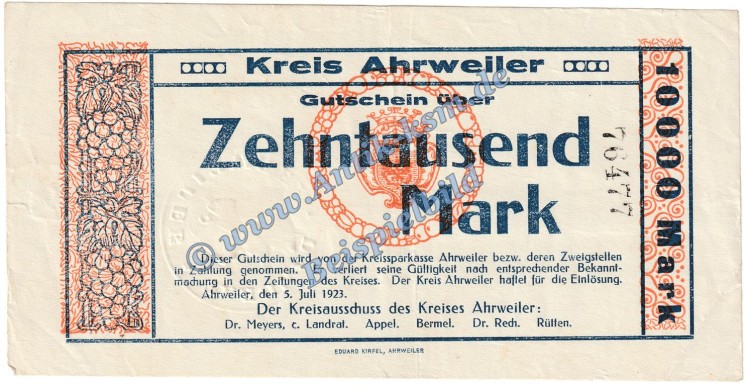 Kreis Ahrweiler
Gutschein über
Zehntausend
Mark
Dieser Gutschein wird von der Kreissparkasse Ahrweiler bezw. deren Zweigstellen
in Zahlung genommen. Er verliert seine Gültigkeit nach entsprechender Bekannt-
machung in den Zeitungen des Kreises. Der Kreis Ahrweiler haftet für die Einlösung.
Ahrweiler, den 5. Juli 1923.
Der Kreisausschuss des Kreises Ahrweiler:
Dr. Meyers, c. Landrat. Appel. Bermel. Dr. Rech. Rütten.
EDUARD KIRFEL, AHRWEILER
76477
10000 Mark
© www.Annaksnu.de
Beispielbild